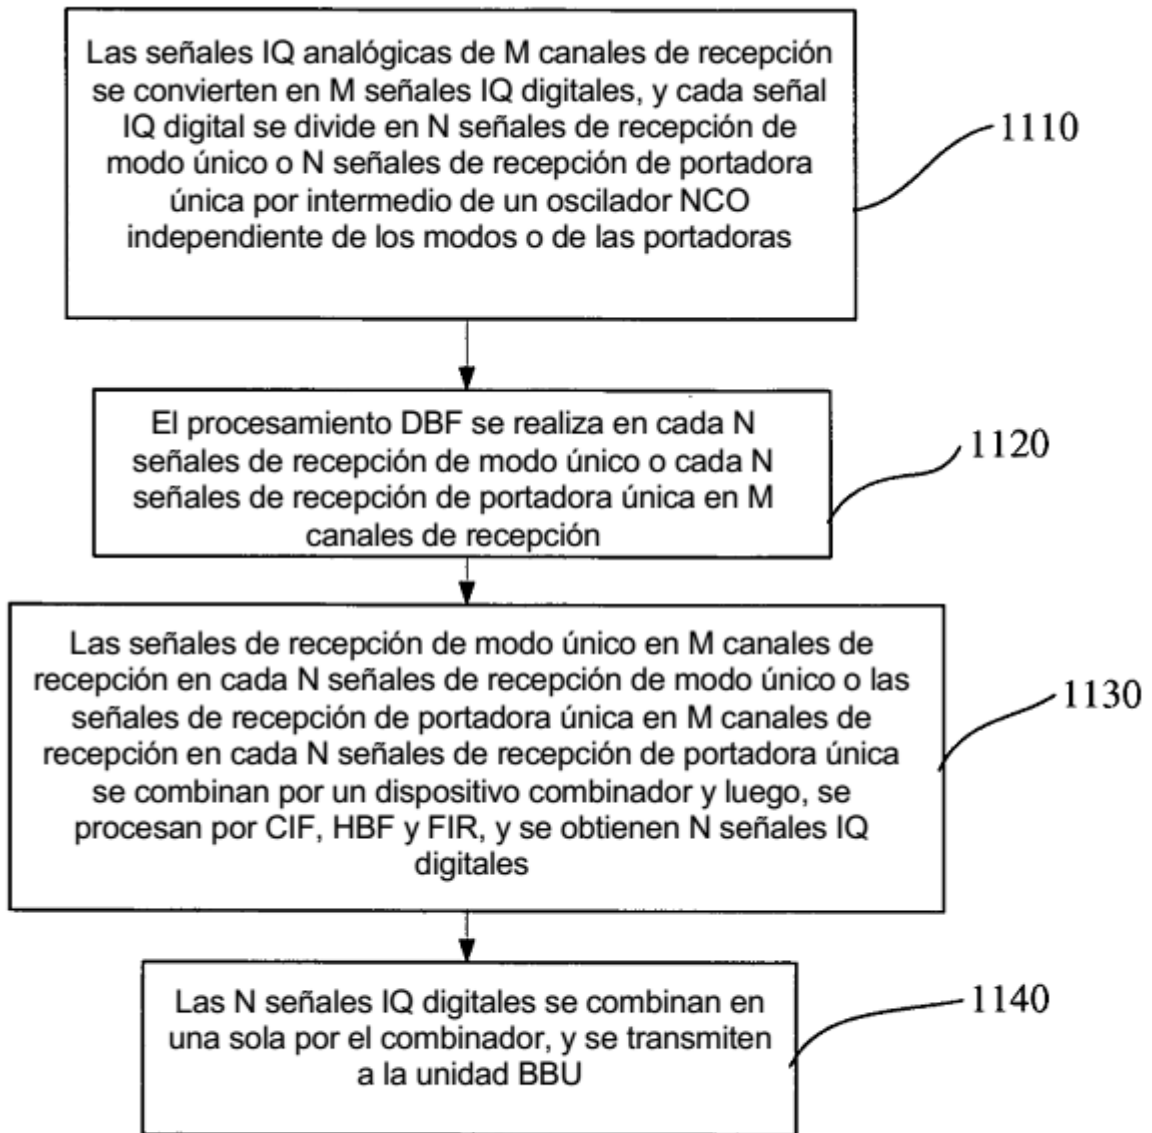 Las señales IQ analógicas de M canales de recepción
se convierten en M señales IQ digitales, y cada señal
IQ digital se divide en N señales de recepción de
modo único o N señales de recepción de portadora
única por intermedio de un oscilador NCO
independiente de los modos o de las portadoras
1110
El procesamiento DBF se realiza en cada N
señales de recepción de modo único o cada N
señales de recepción de portadora única en M
canales de recepción
1120
Las señales de recepción de modo único en M canales de
recepción en cada N señales de recepción de modo único o las
señales de recepción de portadora única en M canales de
recepción en cada N señales de recepción de portadora única
se combinan por un dispositivo combinador y luego, se
procesan por CIF, HBF y FIR, y se obtienen N señales IQ
digitales
1130
Las N señales IQ digitales se combinan en
una sola por el combinador, y se transmiten
a la unidad BBU
1140